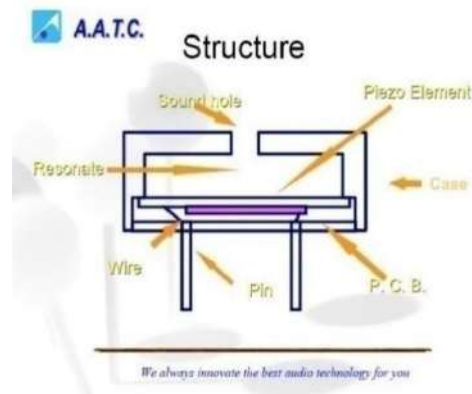 A.A.T.C.
Structure
Sound hole
Piezo Element
Resonate
Case
Wire
Pin
P. C. B.
We always innovate the best audio technology for you